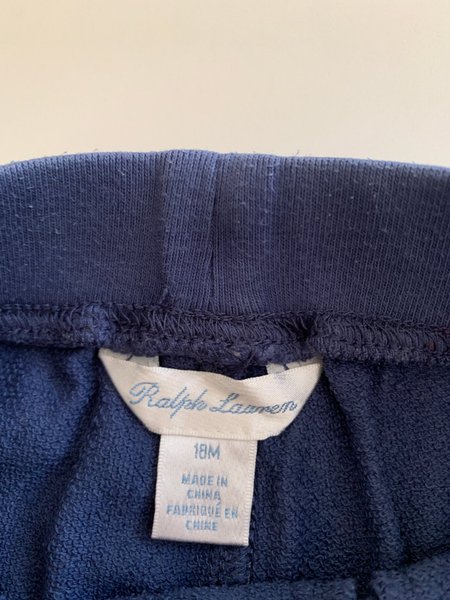 Ralph Lauren
18M
MADE IN
CHINA
FABRIQUÉ EN
CHINE